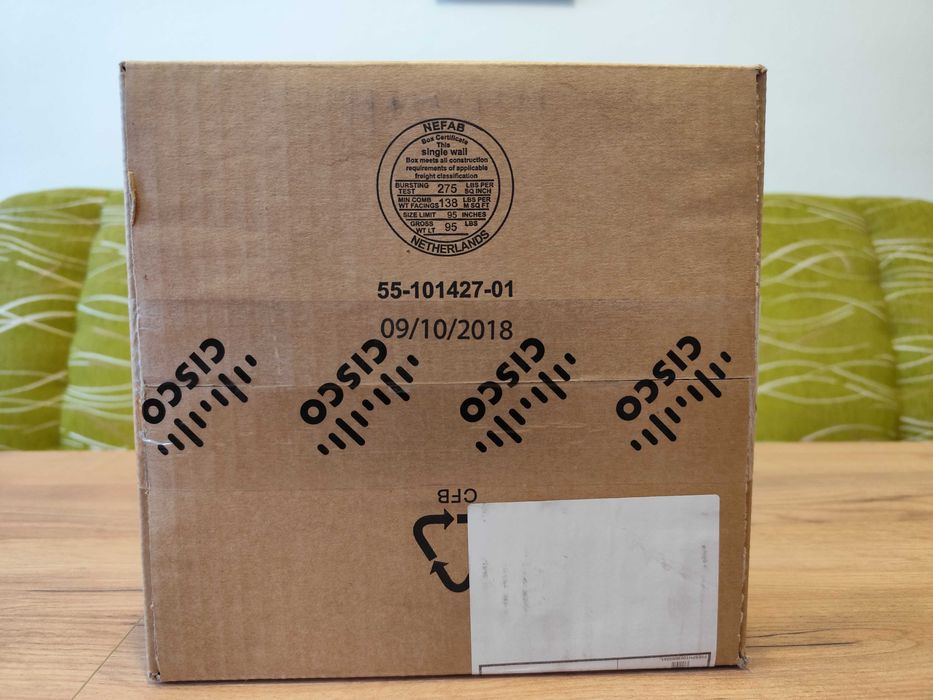 NEFAB
Box Certificate
This
single wall
Box meets all construction
requirements of applicable
freight classification
BURSTING TEST 275 LBS PER SQ INCH
MIN COMB WT FACINGS 138 LBS PER M SQ FT
SIZE LIMIT 95 INCHES
GROSS WT LT 95 LBS
NETHERLANDS
55-101427-01
09/10/2018
CISCO CISCO CISCO CISCO
CFB